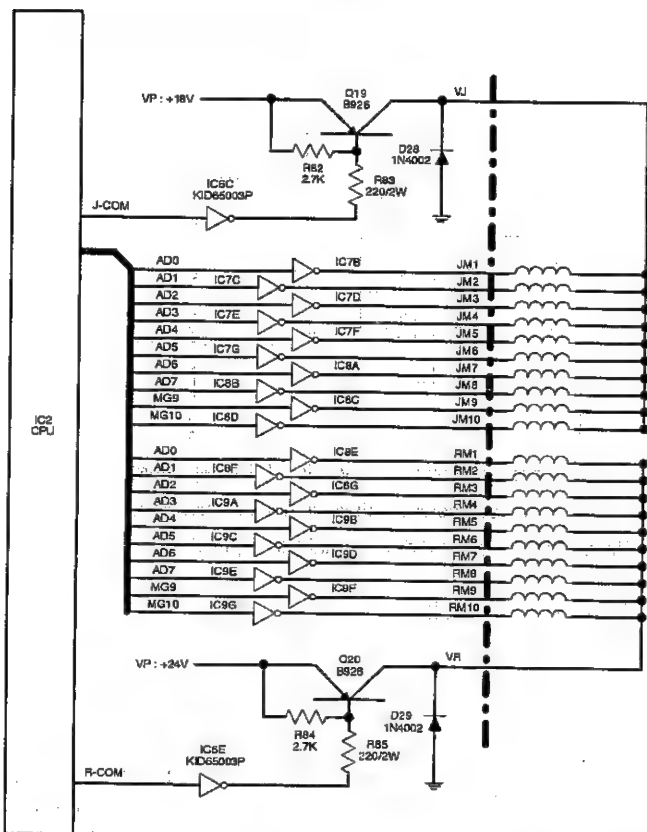 VP : +18V
Q19
B926
VJ
R82
2.7K
R83
220/2W
D28
1N4002
IC6C
KID65003P
J-COM
AD0
IC7B
JM1
AD1
IC7C
JM2
AD2
IC7D
JM3
AD3
IC7E
JM4
AD4
IC7F
JM5
AD5
IC7G
JM6
AD6
IC8A
JM7
AD7
IC8B
JM8
MG9
IC8C
JM9
MG10
IC8D
JM10
IC2
CPU
AD0
IC8E
RM1
AD1
IC8F
RM2
AD2
IC8G
RM3
AD3
IC9A
RM4
AD4
IC9B
RM5
AD5
IC9C
RM6
AD6
IC9D
RM7
AD7
IC9E
RM8
MG9
IC9F
RM9
MG10
IC9G
RM10
VP : +24V
Q20
B926
VR
R84
2.7K
R85
220/2W
D29
1N4002
KID65003P
R-COM